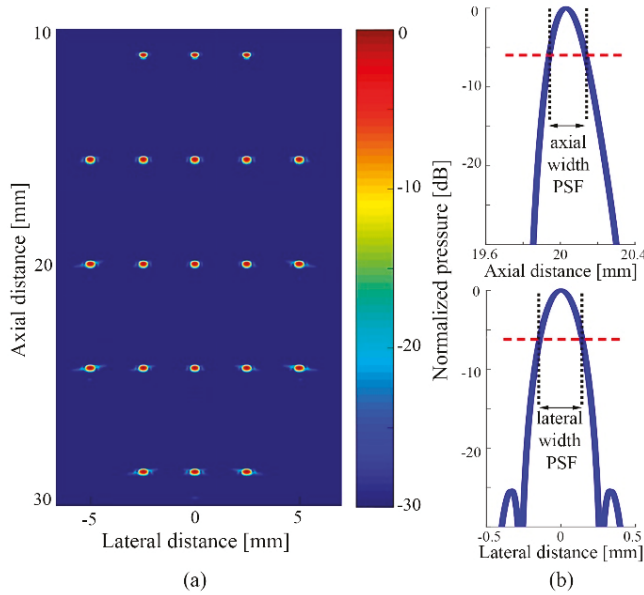 10
20
30
Axial distance [mm]
-5
0
5
Lateral distance [mm]
(a)
0
-10
-20
-30
Normalized pressure [dB]
0
-10
-20
axial
width
PSF
19.6
20
20.4
Axial distance [mm]
0
-10
-20
lateral
width
PSF
-0.5
0
0.5
Lateral distance [mm]
(b)